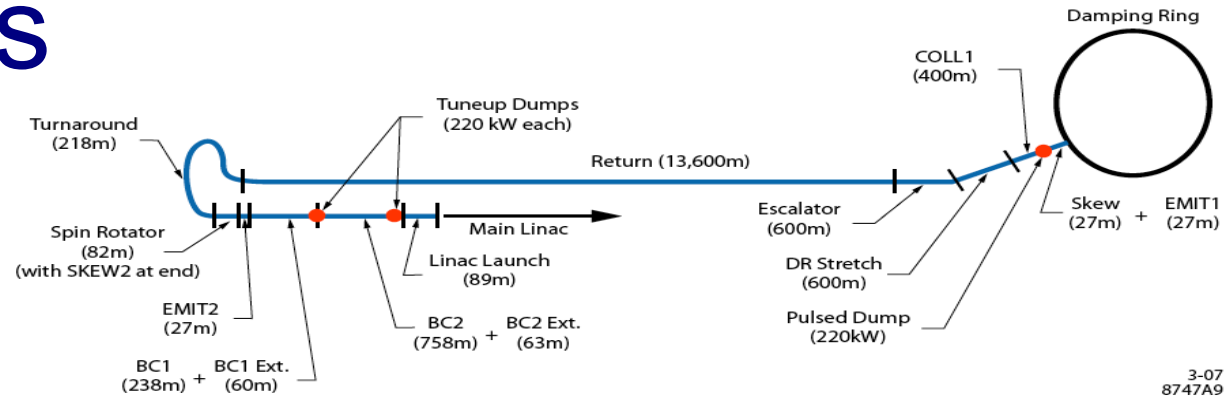 s
Damping Ring
COLL1
(400m)
Tuneup Dumps
(220 kW each)
Turnaround
(218m)
Return (13,600m)
Escalator
(600m)
Skew + EMIT1
(27m) (27m)
Main Linac
Spin Rotator
(82m)
(with SKEW2 at end)
Linac Launch
(89m)
DR Stretch
(600m)
EMIT2
(27m)
BC2 + BC2 Ext.
(758m) (63m)
Pulsed Dump
(220kW)
BC1 + BC1 Ext.
(238m) (60m)
3-07
8747A9